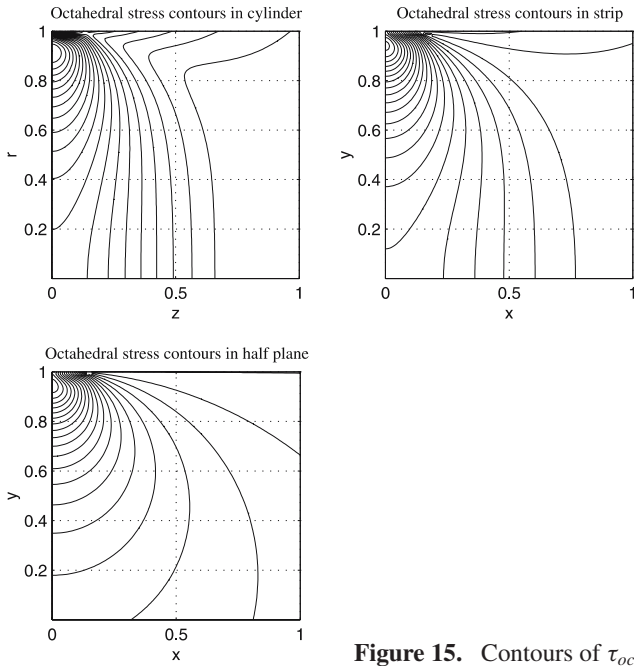 Octahedral stress contours in cylinder
1
0.8
0.6
0.4
0.2
r
0
0.5
1
z
Octahedral stress contours in strip
1
0.8
0.6
0.4
0.2
y
0
0.5
1
x
Octahedral stress contours in half plane
1
0.8
0.6
0.4
0.2
y
0
0.5
1
x
Figure 15. Contours of τoc